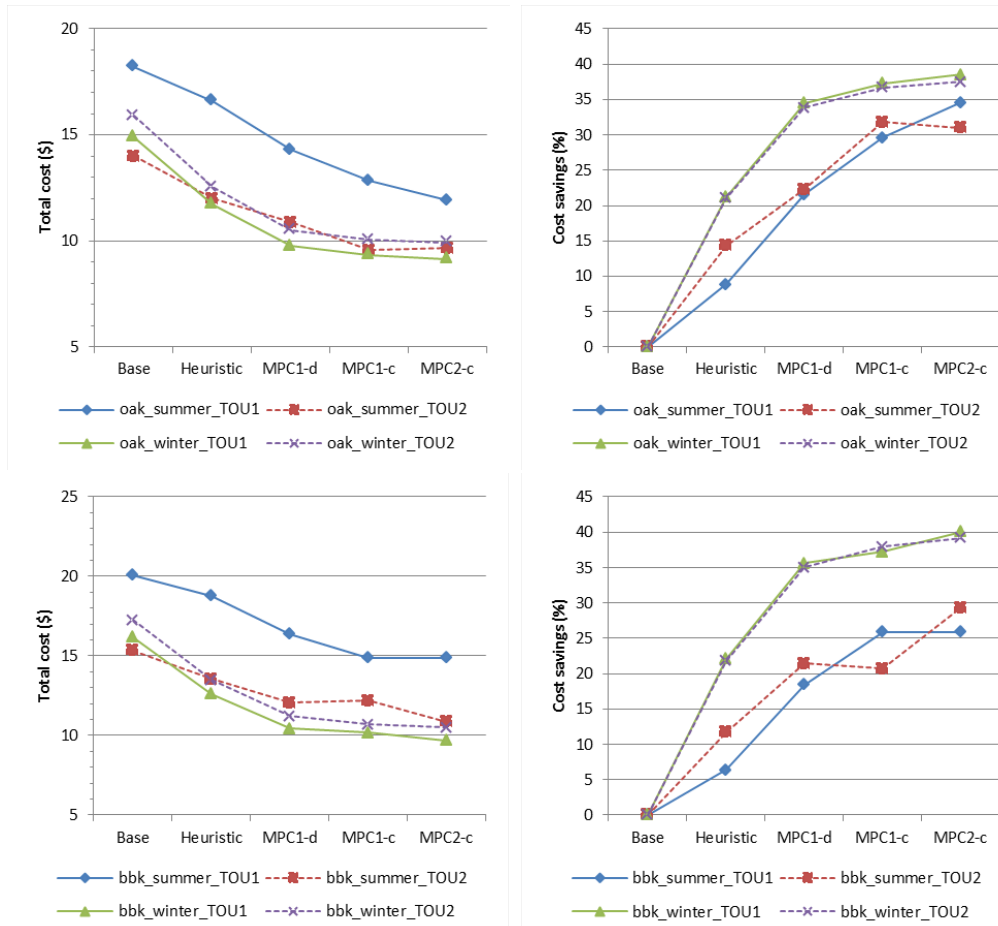 20
15
10
5
Total cost ($)
Base Heuristic MPC1-d MPC1-c MPC2-c
oak_summer_TOU1 oak_summer_TOU2
oak_winter_TOU1 oak_winter_TOU2
45
40
35
30
25
20
15
10
5
0
Cost savings (%)
Base Heuristic MPC1-d MPC1-c MPC2-c
oak_summer_TOU1 oak_summer_TOU2
oak_winter_TOU1 oak_winter_TOU2
25
20
15
10
5
Total cost ($)
Base Heuristic MPC1-d MPC1-c MPC2-c
bbk_summer_TOU1 bbk_summer_TOU2
bbk_winter_TOU1 bbk_winter_TOU2
45
40
35
30
25
20
15
10
5
0
Cost savings (%)
Base Heuristic MPC1-d MPC1-c MPC2-c
bbk_summer_TOU1 bbk_summer_TOU2
bbk_winter_TOU1 bbk_winter_TOU2